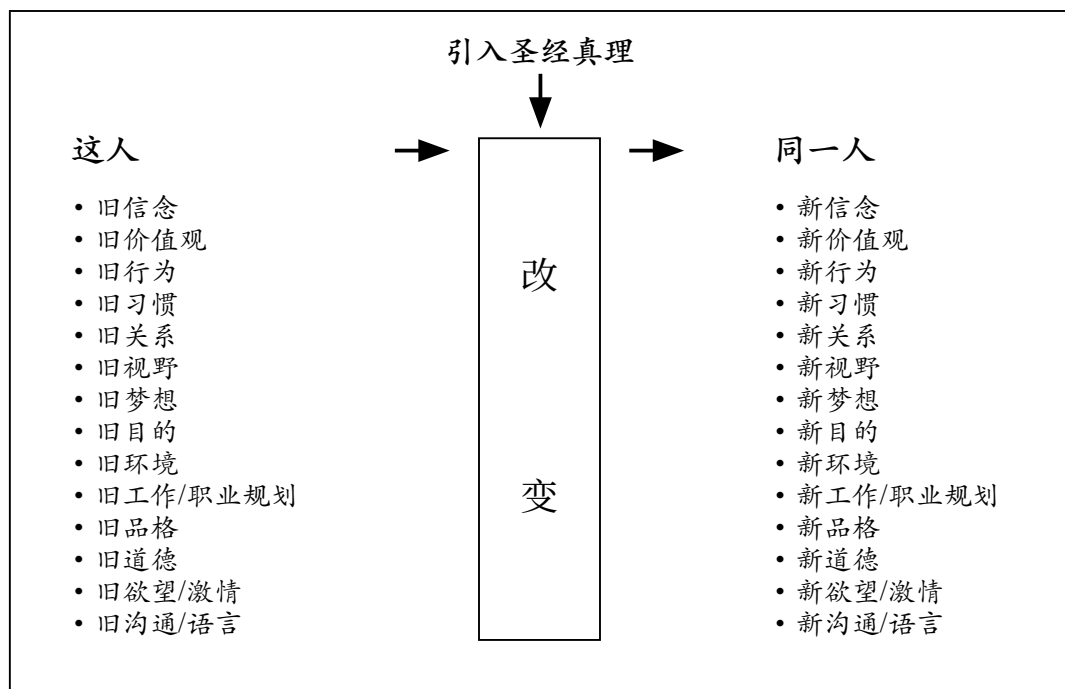 引入圣经真理
这人
• 旧信念
• 旧价值观
• 旧行为
• 旧习惯
• 旧关系
• 旧视野
• 旧梦想
• 旧目的
• 旧环境
• 旧工作/职业规划
• 旧品格
• 旧道德
• 旧欲望/激情
• 旧沟通/语言
改
变
同一人
• 新信念
• 新价值观
• 新行为
• 新习惯
• 新关系
• 新视野
• 新梦想
• 新目的
• 新环境
• 新工作/职业规划
• 新品格
• 新道德
• 新欲望/激情
• 新沟通/语言